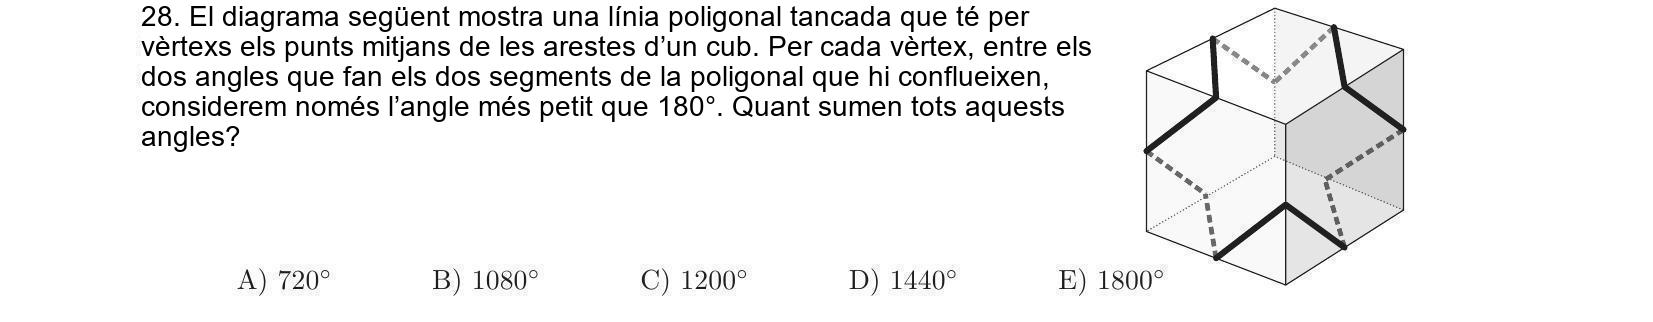 28. El diagrama següent mostra una línia poligonal tancada que té per
vèrtexs els punts mitjans de les arestes d’un cub. Per cada vèrtex, entre els
dos angles que fan els dos segments de la poligonal que hi conflueixen,
considerem només l’angle més petit que 180°. Quant sumen tots aquests
angles?
A) 720° B) 1080° C) 1200° D) 1440° E) 1800°